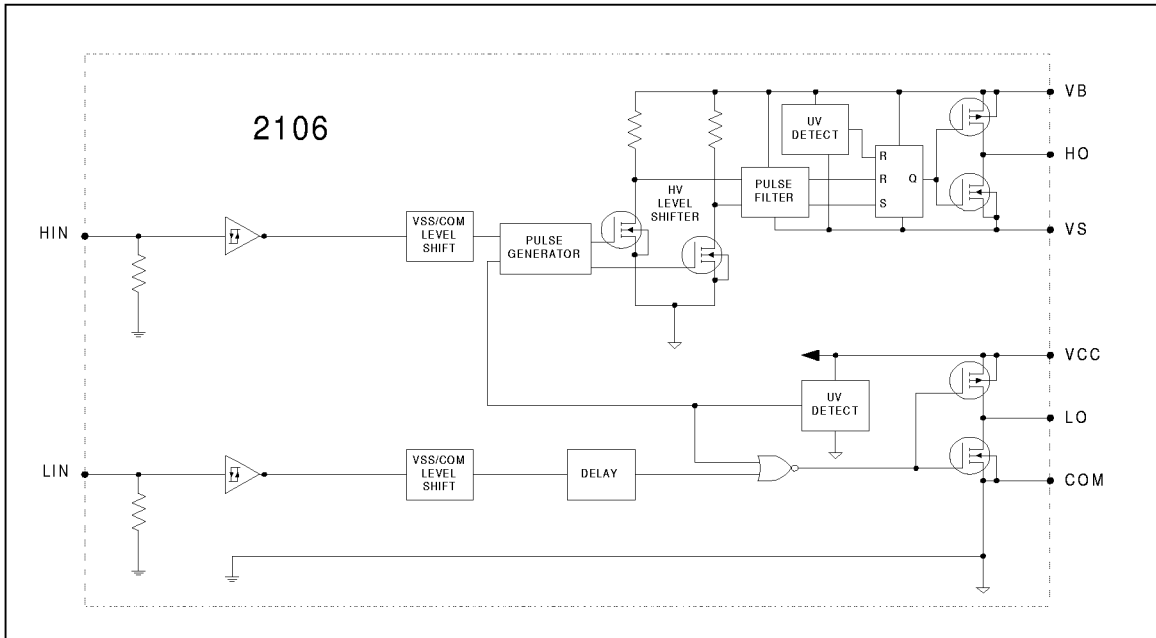 2106
VB
UV
DETECT
HO
R
R
Q
S
PULSE
FILTER
HV
LEVEL
SHIFTER
VS
HIN
VSS/COM
LEVEL
SHIFT
PULSE
GENERATOR
VCC
UV
DETECT
LO
LIN
VSS/COM
LEVEL
SHIFT
DELAY
COM